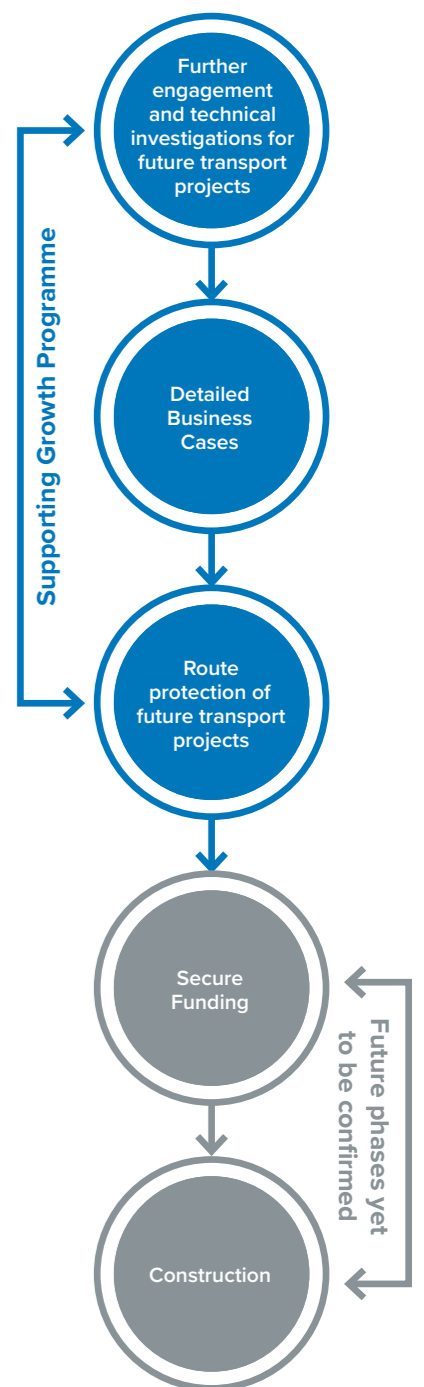 Further
engagement
and technical
investigations for
future transport
projects
Supporting Growth Programme
Detailed
Business
Cases
Route
protection of
future transport
projects
Secure
Funding
Future phases yet
to be confirmed
Construction